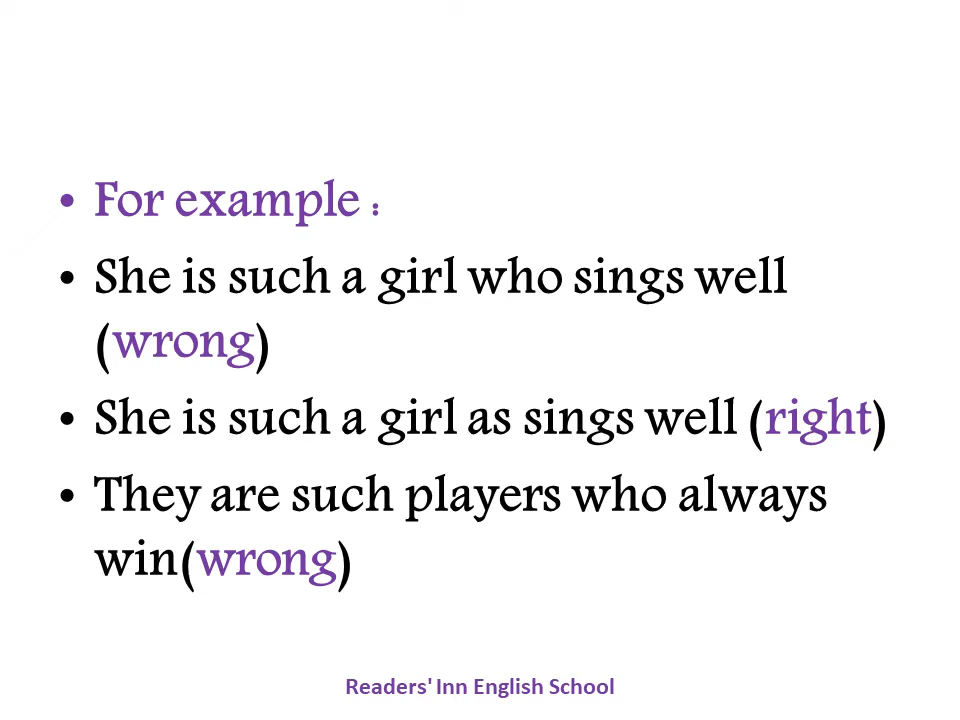 • For example :
• She is such a girl who sings well
(wrong)
• She is such a girl as sings well (right)
• They are such players who always
win(wrong)
Readers' Inn English School